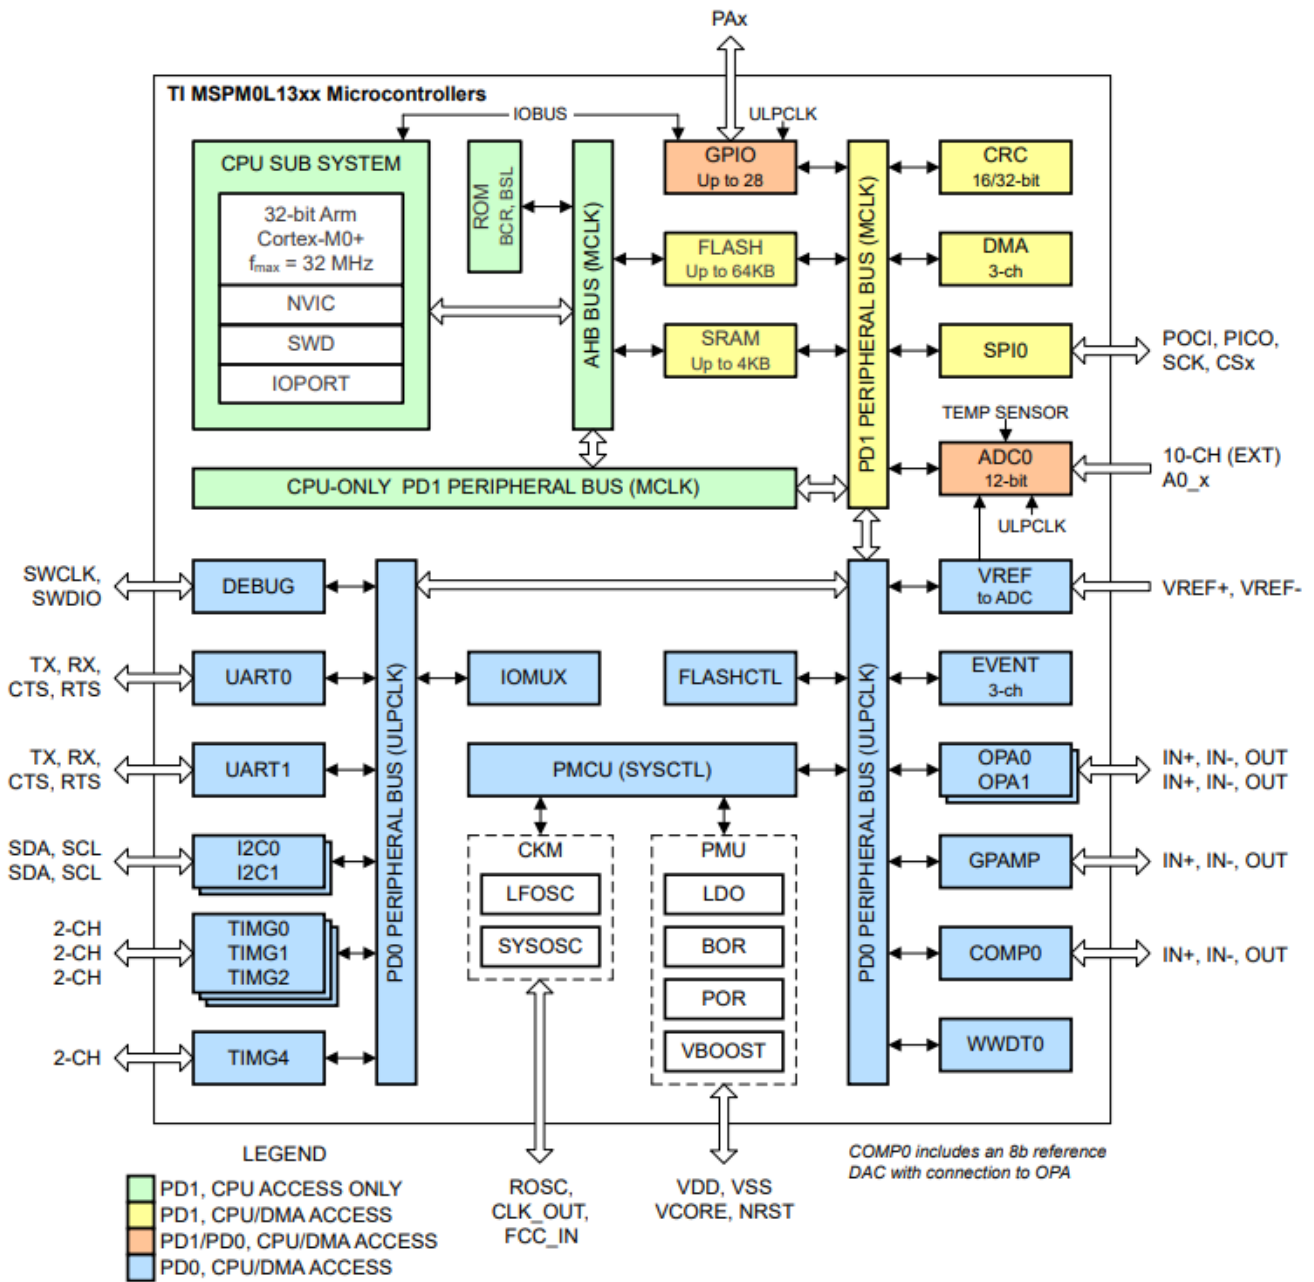 PAx
TI MSPM0L13xx Microcontrollers
IOBUS
ULPCLK
CPU SUB SYSTEM
32-bit Arm
Cortex-M0+
fmax = 32 MHz
NVIC
SWD
IOPORT
ROM
BCR, BSL
AHB BUS (MCLK)
GPIO
Up to 28
FLASH
Up to 64KB
SRAM
Up to 4KB
PD1 PERIPHERAL BUS (MCLK)
CRC
16/32-bit
DMA
3-ch
SPI0
POCI, PICO,
SCK, CSx
TEMP SENSOR
ADC0
12-bit
10-CH (EXT)
A0_x
ULPCLK
CPU-ONLY PD1 PERIPHERAL BUS (MCLK)
SWCLK,
SWDIO
DEBUG
TX, RX,
CTS, RTS
UART0
TX, RX,
CTS, RTS
UART1
SDA, SCL
SDA, SCL
I2C0
I2C1
2-CH
2-CH
2-CH
TIMG0
TIMG1
TIMG2
2-CH
TIMG4
PD0 PERIPHERAL BUS (ULPCLK)
IOMUX
FLASHCTL
PMCU (SYSCTL)
CKM
LFOSC
SYSOSC
PMU
LDO
BOR
POR
VBOOST
PD0 PERIPHERAL BUS (ULPCLK)
VREF
to ADC
VREF+, VREF-
EVENT
3-ch
OPA0
OPA1
IN+, IN-, OUT
IN+, IN-, OUT
GPAMP
IN+, IN-, OUT
COMP0
IN+, IN-, OUT
WWDT0
LEGEND
PD1, CPU ACCESS ONLY
PD1, CPU/DMA ACCESS
PD1/PD0, CPU/DMA ACCESS
PD0, CPU/DMA ACCESS
ROSC,
CLK_OUT,
FCC_IN
VDD, VSS
VCORE, NRST
COMP0 includes an 8b reference
DAC with connection to OPA